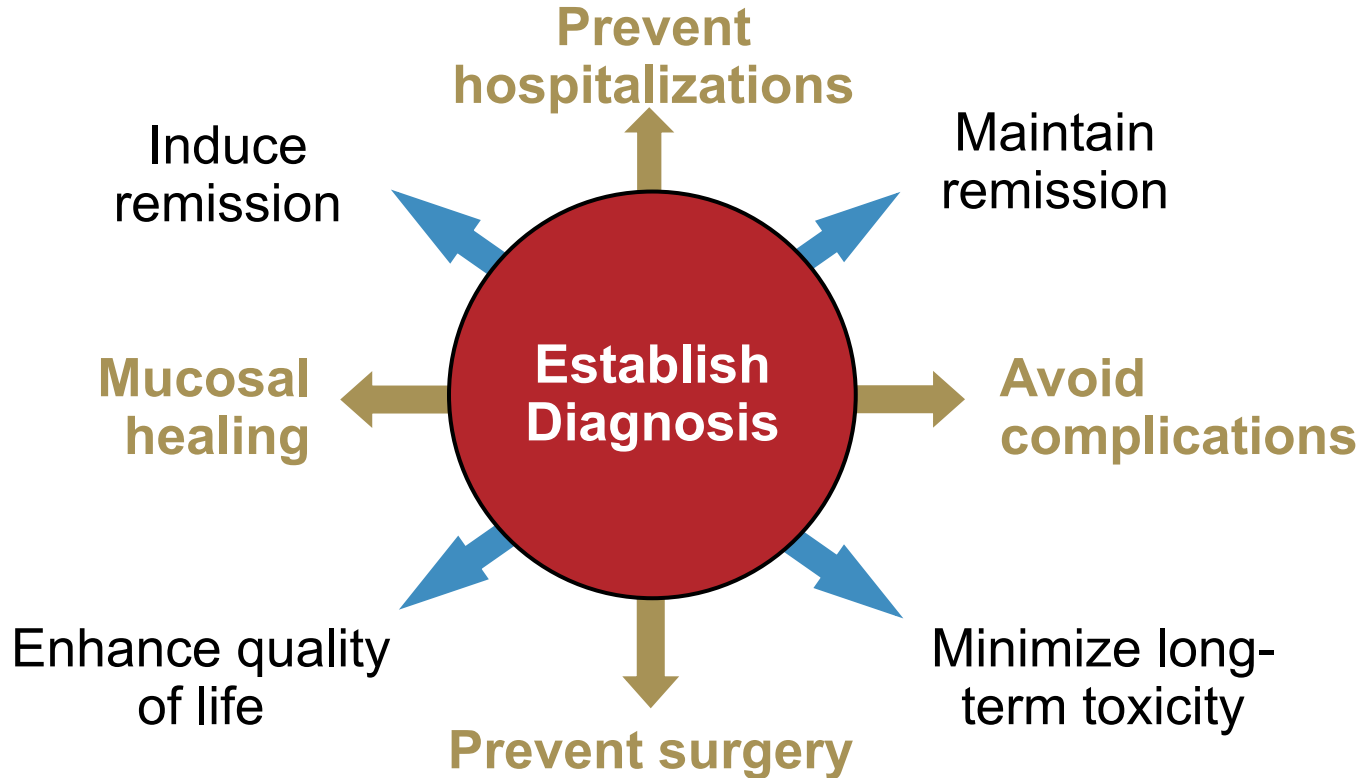 Prevent
hospitalizations
Induce
remission
Maintain
remission
Establish
Diagnosis
Mucosal
healing
Avoid
complications
Enhance quality
of life
Minimize long-
term toxicity
Prevent surgery